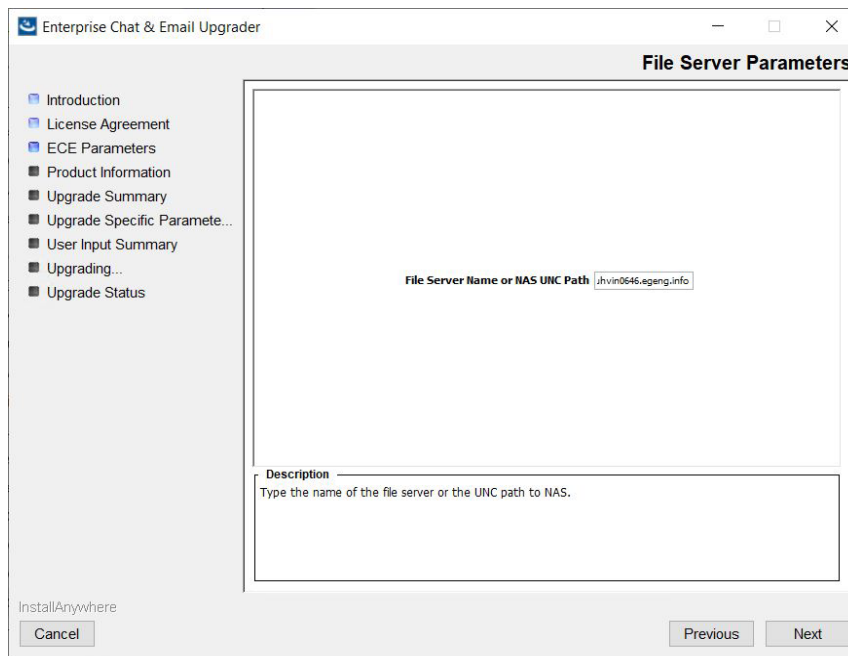 Enterprise Chat & Email Upgrader
File Server Parameters
Introduction
License Agreement
ECE Parameters
Product Information
Upgrade Summary
Upgrade Specific Paramete...
User Input Summary
Upgrading...
Upgrade Status
File Server Name or NAS UNC Path
hvin0646.egeng.info
Description
Type the name of the file server or the UNC path to NAS.
InstallAnywhere
Cancel
Previous
Next